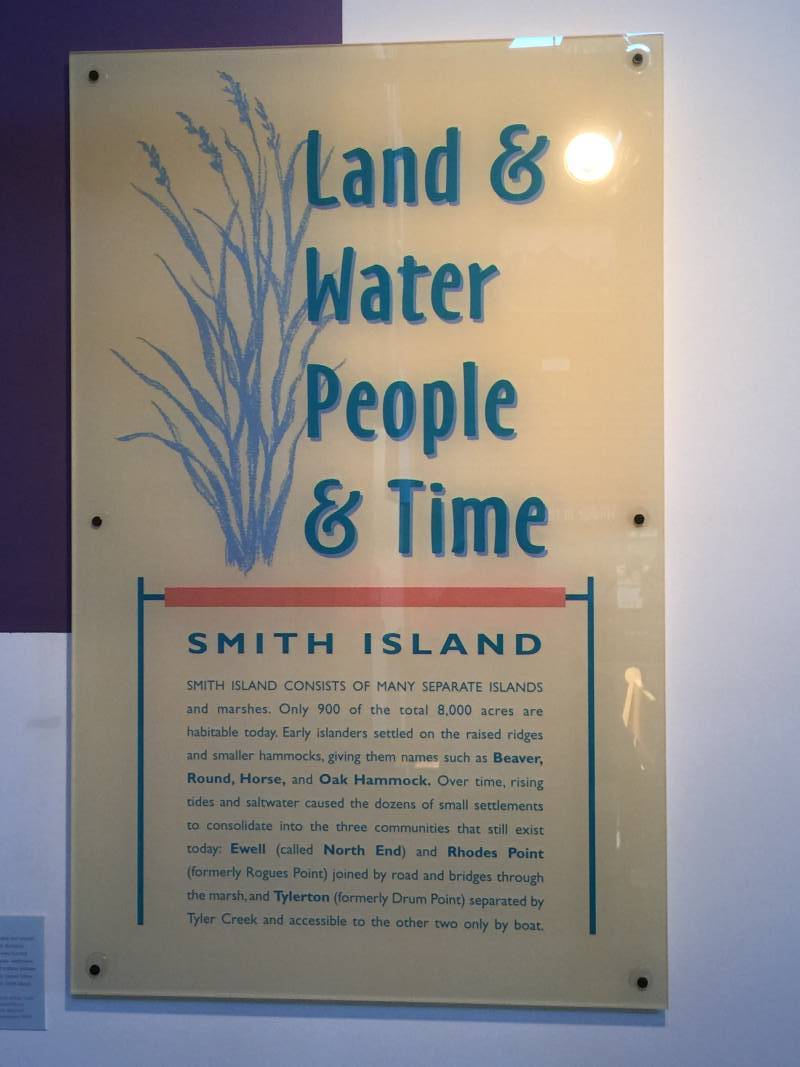 Land &
Water
People
& Time
SMITH ISLAND
SMITH ISLAND CONSISTS OF MANY SEPARATE ISLANDS
and marshes. Only 900 of the total 8,000 acres are
habitable today. Early islanders settled on the raised ridges
and smaller hammocks, giving them names such as Beaver,
Round, Horse, and Oak Hammock. Over time, rising
tides and saltwater caused the dozens of small settlements
to consolidate into the three communities that still exist
today: Ewell (called North End) and Rhodes Point
(formerly Rogues Point) joined by road and bridges through
the marsh, and Tylerton (formerly Drum Point) separated by
Tyler Creek and accessible to the other two only by boat.